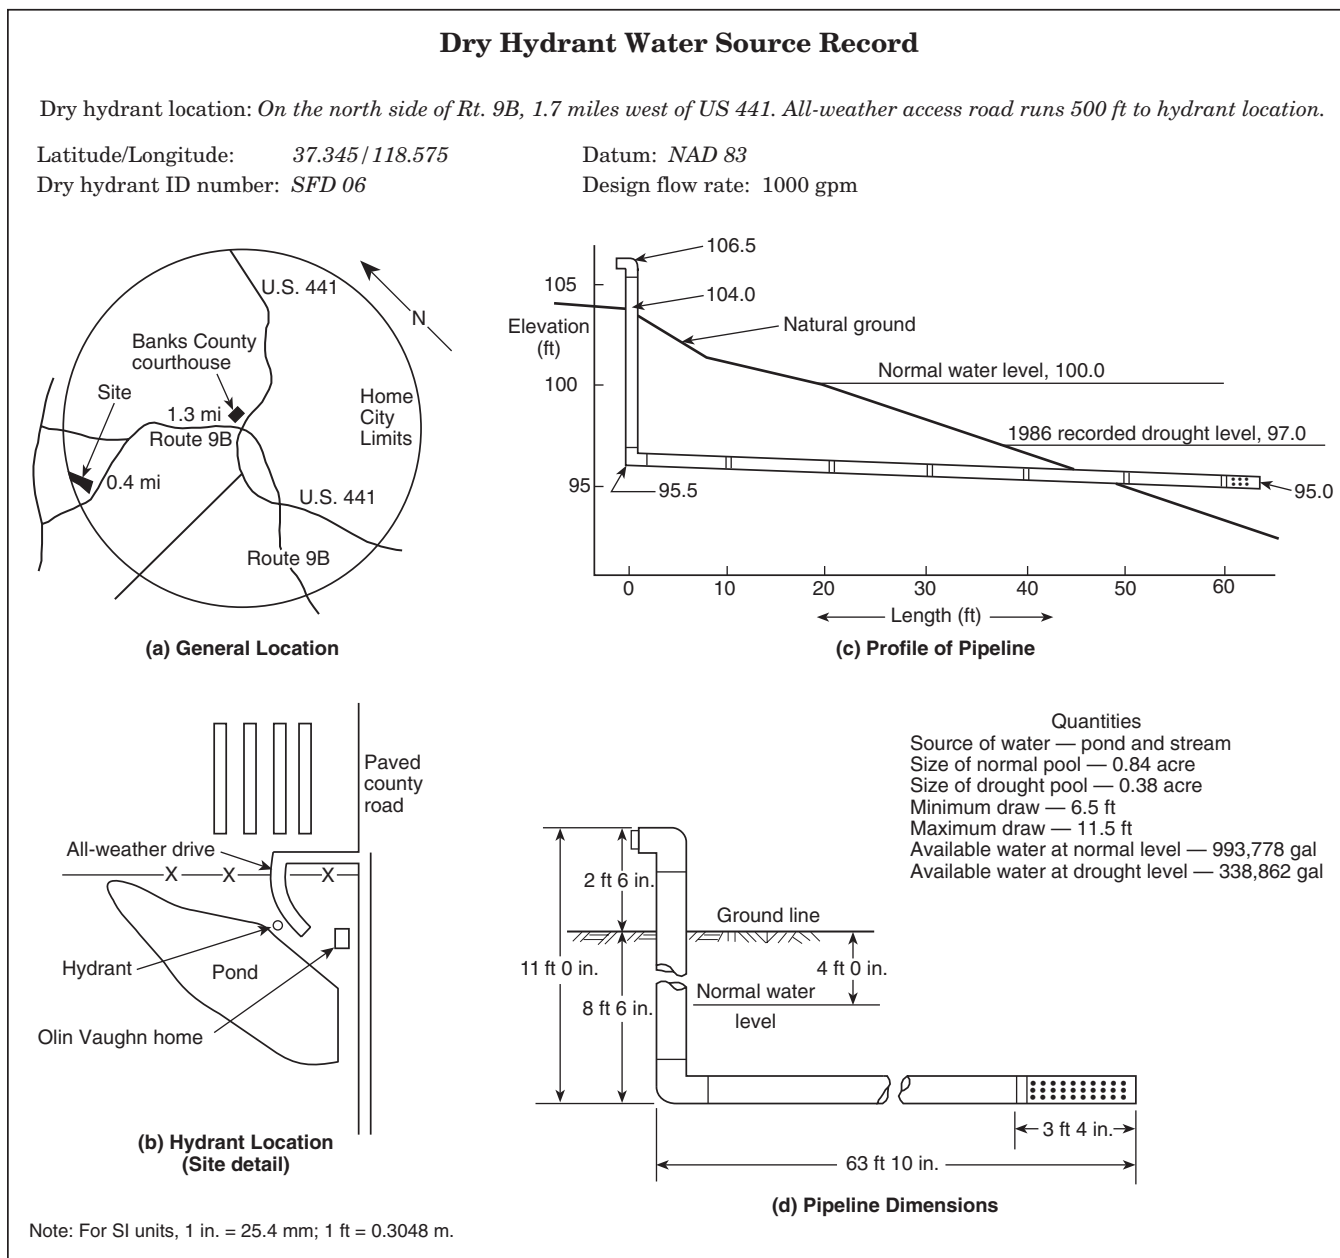 Dry Hydrant Water Source Record
Dry hydrant location: On the north side of Rt. 9B, 1.7 miles west of US 441. All-weather access road runs 500 ft to hydrant location.
Latitude/Longitude: 37.345/118.575
Datum: NAD 83
Dry hydrant ID number: SFD 06
Design flow rate: 1000 gpm
U.S. 441
N
Banks County
courthouse
Site
1.3 mi
Route 9B
Home
City
Limits
0.4 mi
U.S. 441
Route 9B
(a) General Location
106.5
105
104.0
Elevation
(ft)
Natural ground
Normal water level, 100.0
100
1986 recorded drought level, 97.0
95
95.5
95.0
0 10 20 30 40 50 60
Length (ft)
(c) Profile of Pipeline
Paved
county
road
All-weather drive
X X X
Hydrant
Pond
Olin Vaughn home
(b) Hydrant Location
(Site detail)
Quantities
Source of water — pond and stream
Size of normal pool — 0.84 acre
Size of drought pool — 0.38 acre
Minimum draw — 6.5 ft
Maximum draw — 11.5 ft
Available water at normal level — 993,778 gal
Available water at drought level — 338,862 gal
2 ft 6 in.
Ground line
11 ft 0 in.
4 ft 0 in.
8 ft 6 in.
Normal water
level
3 ft 4 in.
63 ft 10 in.
(d) Pipeline Dimensions
Note: For SI units, 1 in. = 25.4 mm; 1 ft = 0.3048 m.